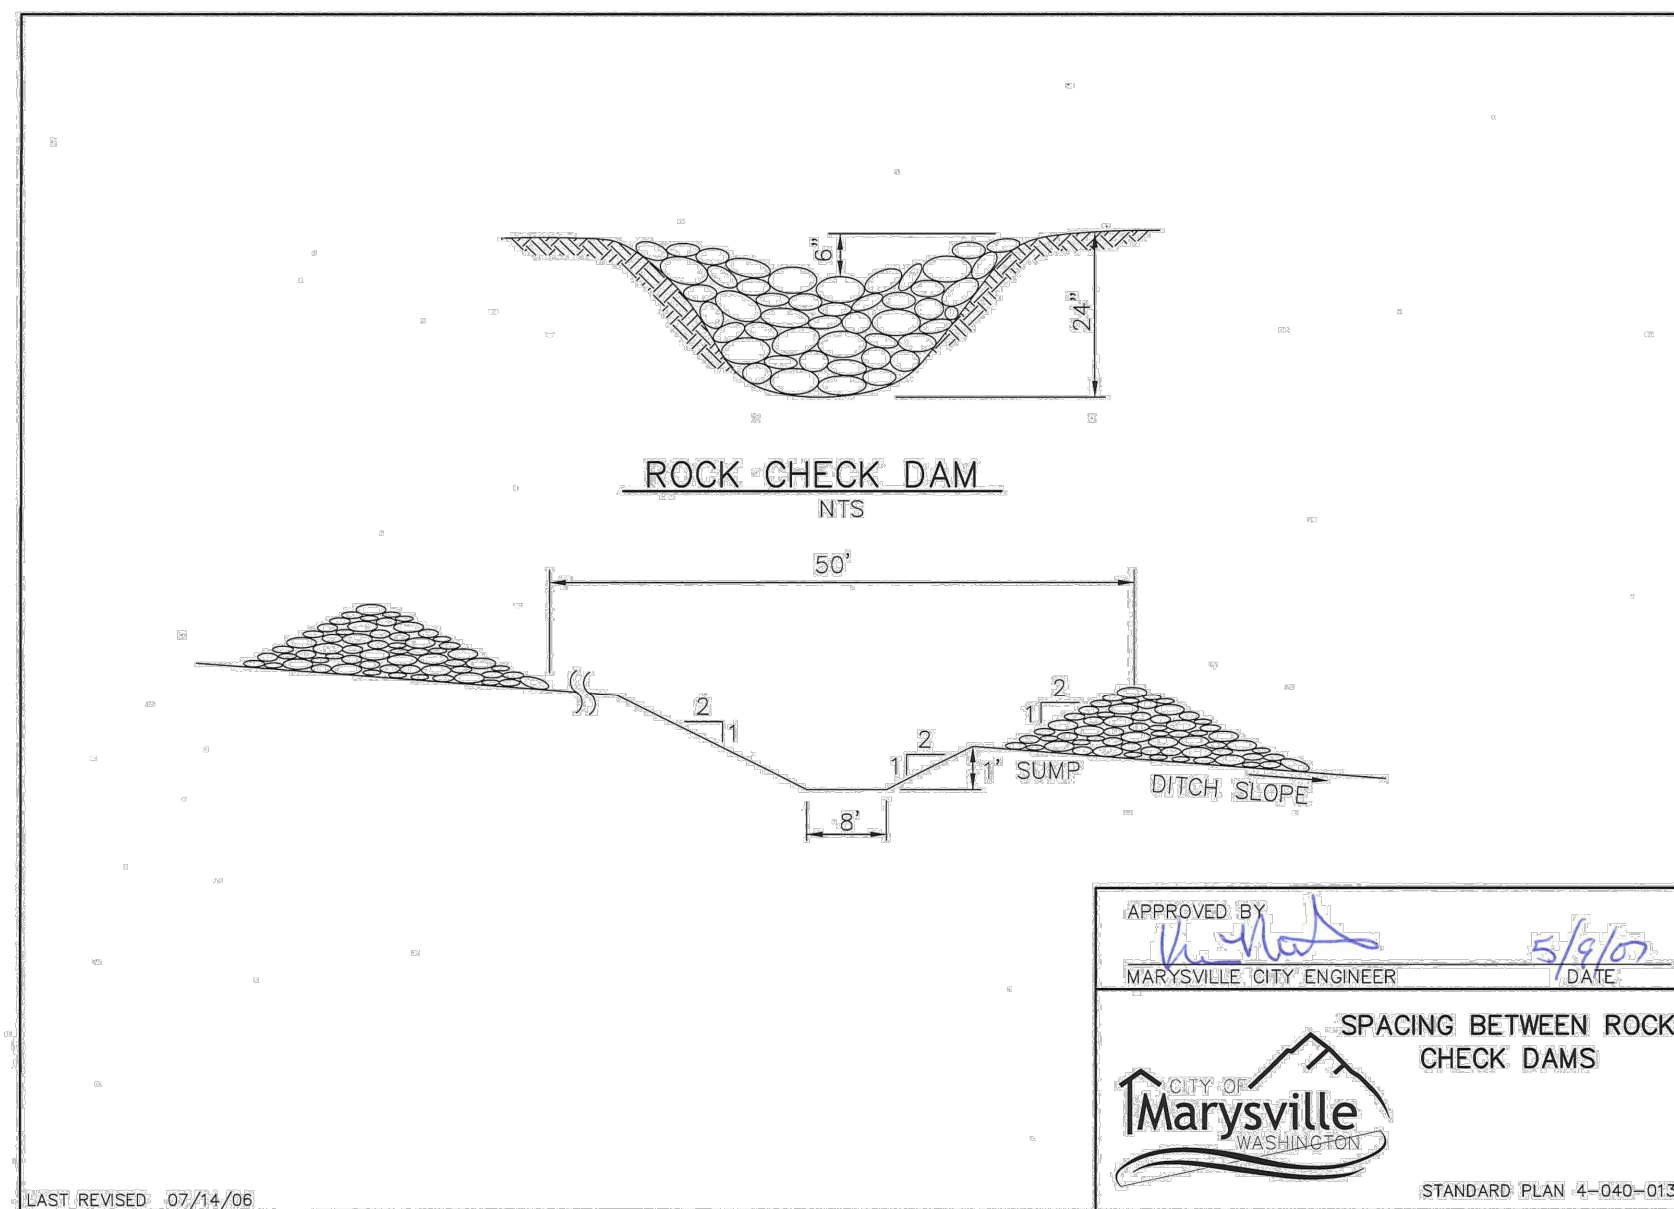 6"
24"
ROCK CHECK DAM
NTS
50'
2
1
2
1
2
1
1'
SUMP
DITCH SLOPE
8'
APPROVED BY
5/9/07
MARYSVILLE CITY ENGINEER DATE
SPACING BETWEEN ROCK
CHECK DAMS
CITY OF
Marysville
WASHINGTON
STANDARD PLAN 4-040-013
LAST REVISED 07/14/06